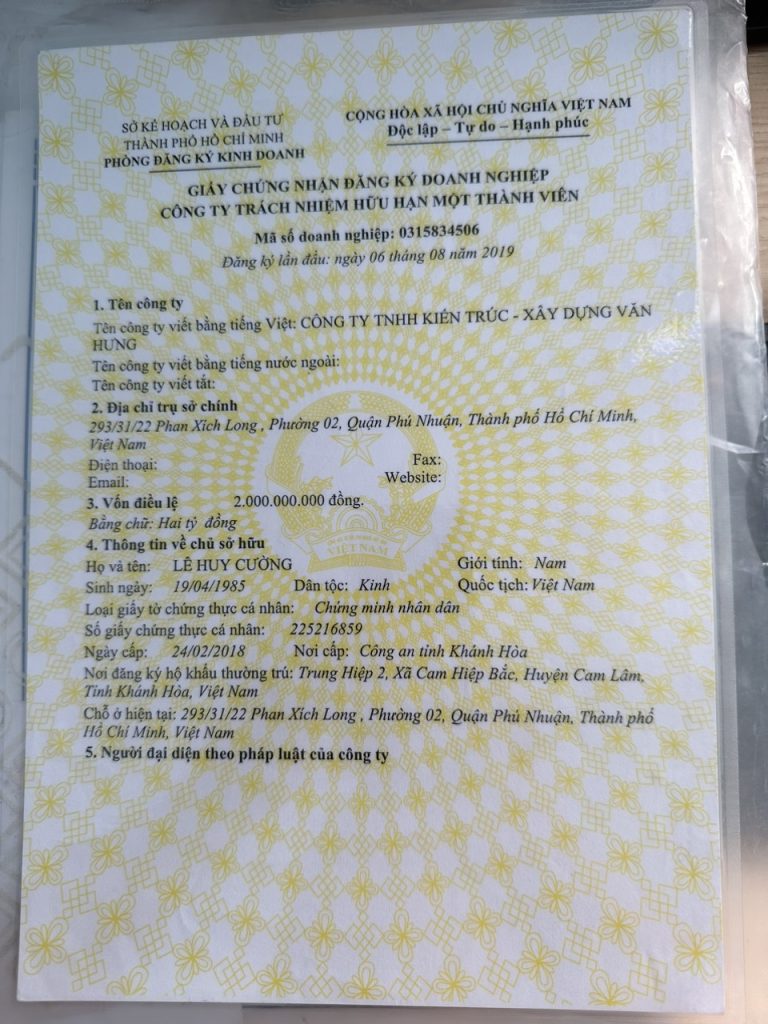 SỞ KẾ HOẠCH VÀ ĐẦU TƯ
THÀNH PHỐ HỒ CHÍ MINH
PHÒNG ĐĂNG KÝ KINH DOANH
CỘNG HÒA XÃ HỘI CHỦ NGHĨA VIỆT NAM
Độc lập – Tự do – Hạnh phúc
GIẤY CHỨNG NHẬN ĐĂNG KÝ DOANH NGHIỆP
CÔNG TY TRÁCH NHIỆM HỮU HẠN MỘT THÀNH VIÊN
Mã số doanh nghiệp: 0315834506
Đăng ký lần đầu: ngày 06 tháng 08 năm 2019
1. Tên công ty
Tên công ty viết bằng tiếng Việt: CÔNG TY TNHH KIẾN TRÚC - XÂY DỰNG VĂN
HƯNG
Tên công ty viết bằng tiếng nước ngoài:
Tên công ty viết tắt:
2. Địa chỉ trụ sở chính
293/31/22 Phan Xích Long , Phường 02, Quận Phú Nhuận, Thành phố Hồ Chí Minh,
Việt Nam
Điện thoại: Fax:
Email: Website:
3. Vốn điều lệ 2.000.000.000 đồng.
Bằng chữ: Hai tỷ đồng
4. Thông tin về chủ sở hữu
Họ và tên: LÊ HUY CƯỜNG Giới tính: Nam
Sinh ngày: 19/04/1985 Dân tộc: Kinh Quốc tịch: Việt Nam
Loại giấy tờ chứng thực cá nhân: Chứng minh nhân dân
Số giấy chứng thực cá nhân: 225216859
Ngày cấp: 24/02/2018 Nơi cấp: Công an tỉnh Khánh Hòa
Nơi đăng ký hộ khẩu thường trú: Trung Hiệp 2, Xã Cam Hiệp Bắc, Huyện Cam Lâm,
Tỉnh Khánh Hòa, Việt Nam
Chỗ ở hiện tại: 293/31/22 Phan Xích Long , Phường 02, Quận Phú Nhuận, Thành phố
Hồ Chí Minh, Việt Nam
5. Người đại diện theo pháp luật của công ty
VIỆT NAM